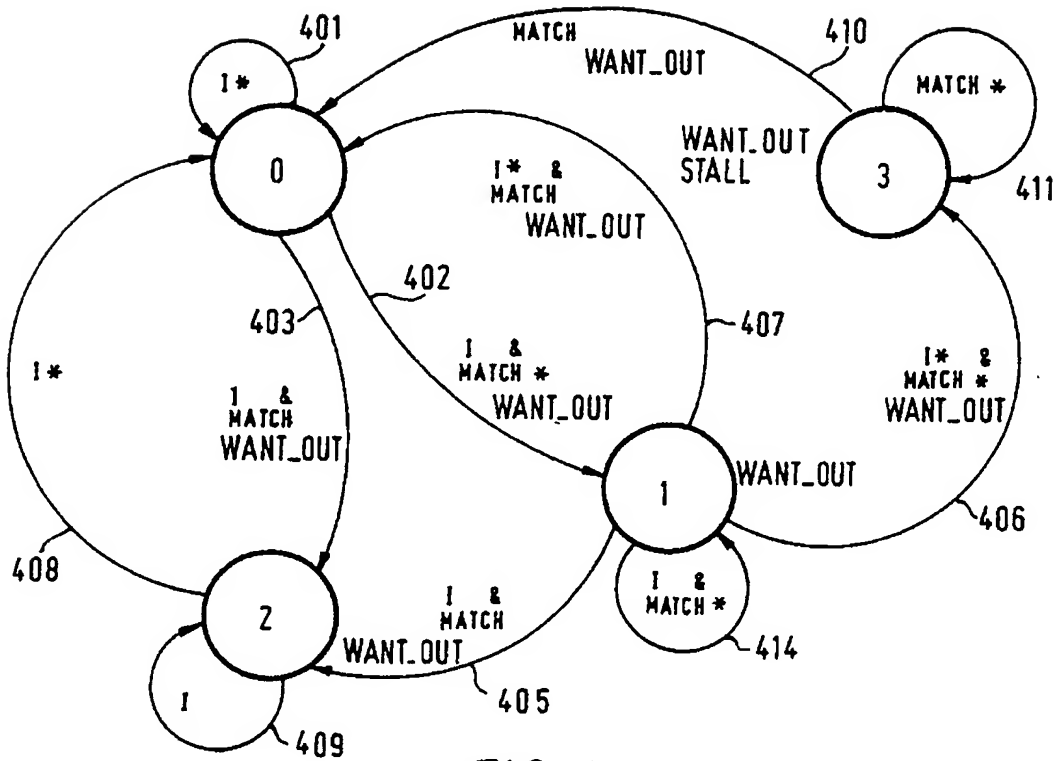 401
I*
0
MATCH
WANT_OUT
410
MATCH *
411
WANT_OUT
STALL
3
I* &
MATCH
WANT_OUT
402
403
407
I*
I &
MATCH *
WANT_OUT
1 &
MATCH
WANT_OUT
I* &
MATCH *
WANT_OUT
1
WANT_OUT
406
408
2
I &
MATCH
WANT_OUT
405
I &
MATCH *
414
I
409